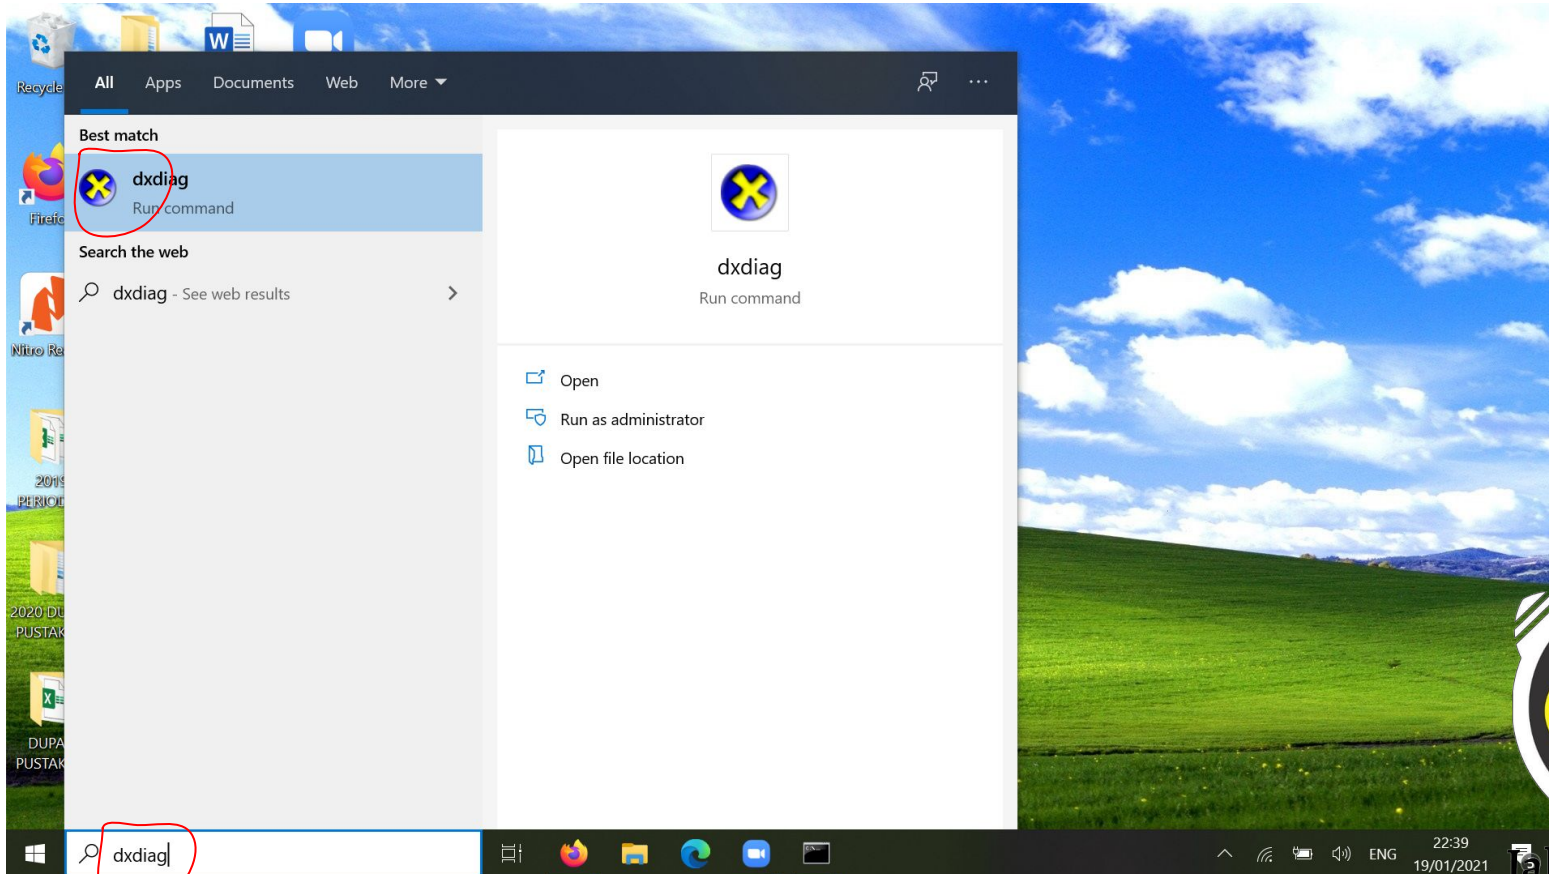 Recycle
Firefo
Nitro Re
PERIOD
2020 DU
PUSTAK
DUPA
PUSTAK
W
All Apps Documents Web More
Best match
dxdiag
Run command
Search the web
dxdiag - See web results
dxdiag
Run command
Open
Run as administrator
Open file location
dxdiag
ENG
22:39
19/01/2021